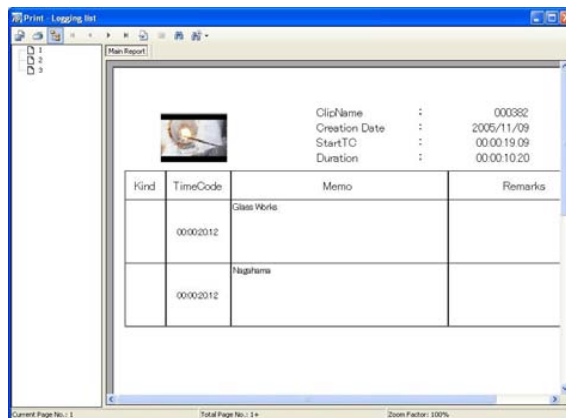 Print - Logging list
1
2
3
Main Report
ClipName : 000382
Creation Date : 2005/11/09
StartTC : 00:00:19:09
Duration : 00:00:10:20
Kind TimeCode Memo Remarks
Glass Works
00:00:20:12
Nagahama
00:00:20:12
Current Page No.: 1 Total Page No.: 1+ Zoom Factor: 100%